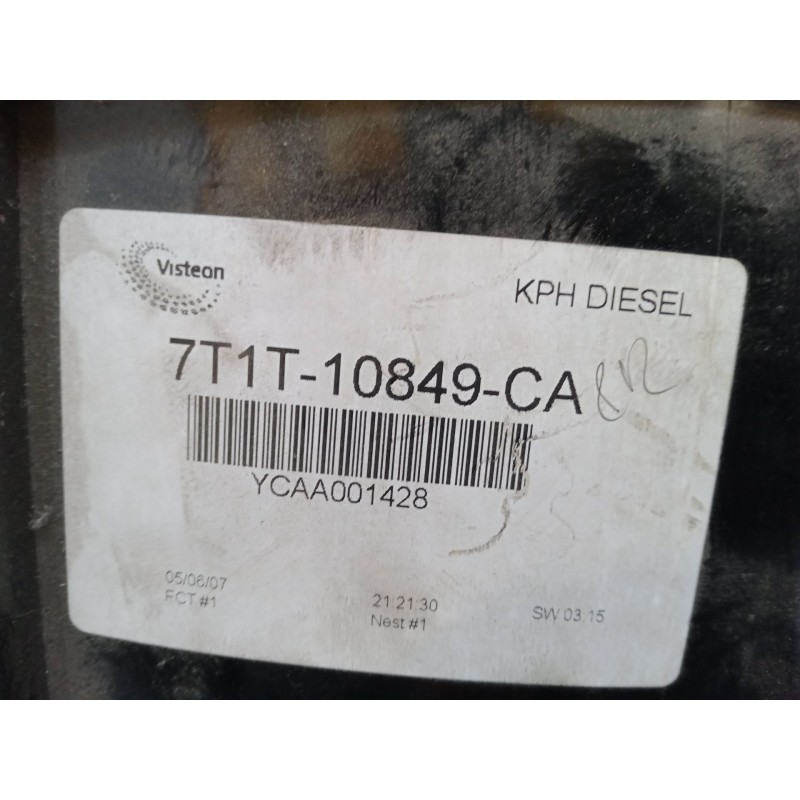 Visteon
KPH DIESEL
7T1T-10849-CA
YCAA001428
05/06/07
FCT #1
21:21:30
Nest #1
SW 03.15